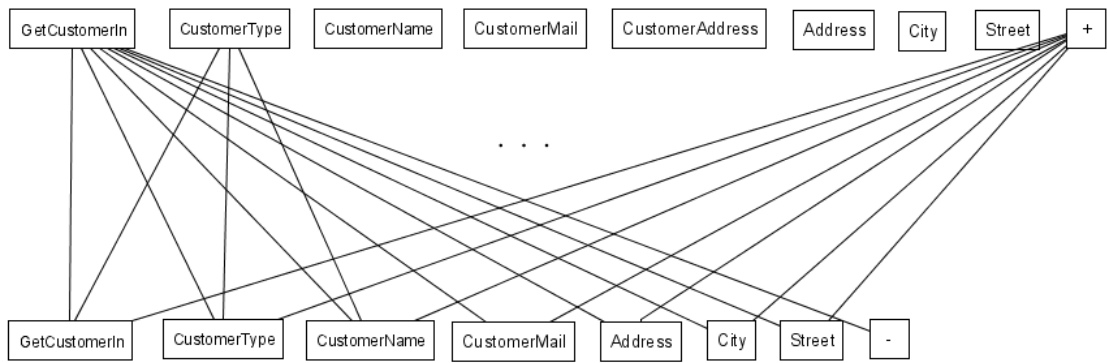 GetCustomerIn CustomerType CustomerName CustomerMail CustomerAddress Address City Street +
. . .
GetCustomerIn CustomerType CustomerName CustomerMail Address City Street -